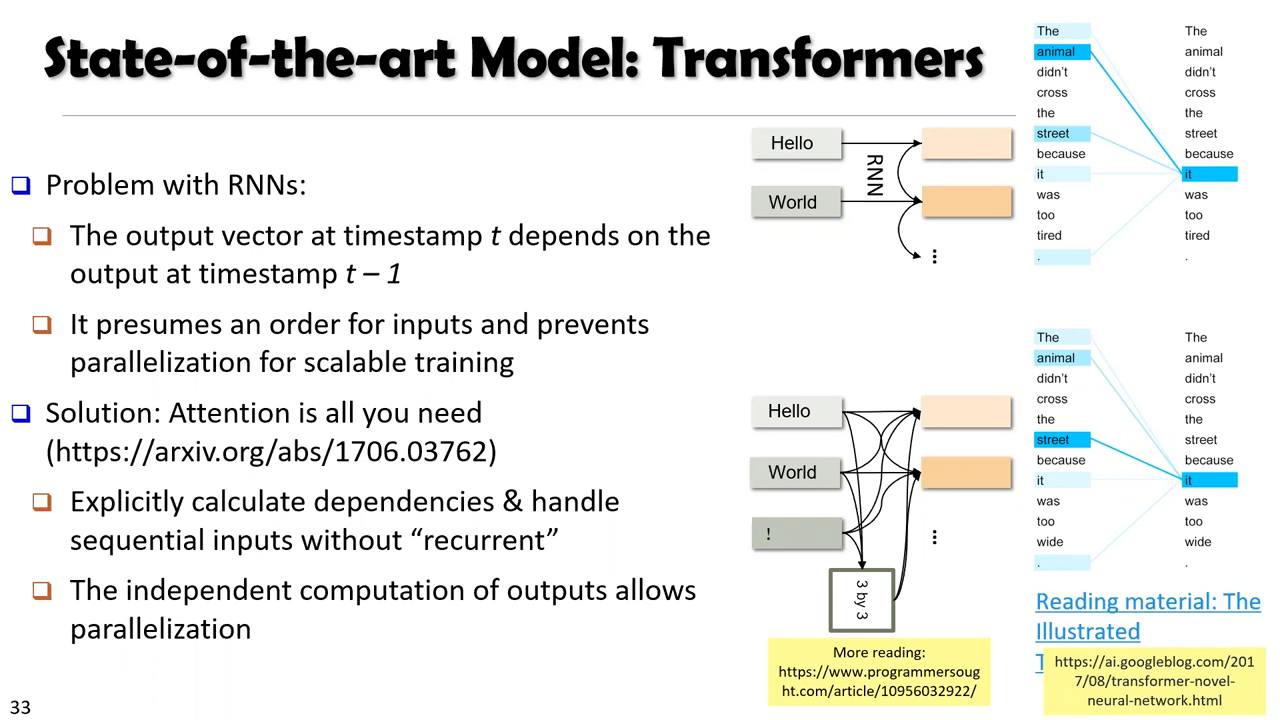 State-of-the-art Model: Transformers
Problem with RNNs:
The output vector at timestamp t depends on the
output at timestamp t – 1
It presumes an order for inputs and prevents
parallelization for scalable training
Solution: Attention is all you need
(https://arxiv.org/abs/1706.03762)
Explicitly calculate dependencies & handle
sequential inputs without “recurrent”
The independent computation of outputs allows
parallelization
33
Hello
World
RNN
...
Hello
World
!
...
3 by 3
More reading:
https://www.programmersoug
ht.com/article/10956032922/
The The
animal animal
didn't didn't
cross cross
the the
street street
because because
it it
was was
too too
tired tired
. .
The The
animal animal
didn't didn't
cross cross
the the
street street
because because
it it
was was
too too
wide wide
. .
Reading material: The
Illustrated
https://ai.googleblog.com/201
7/08/transformer-novel-
neural-network.html